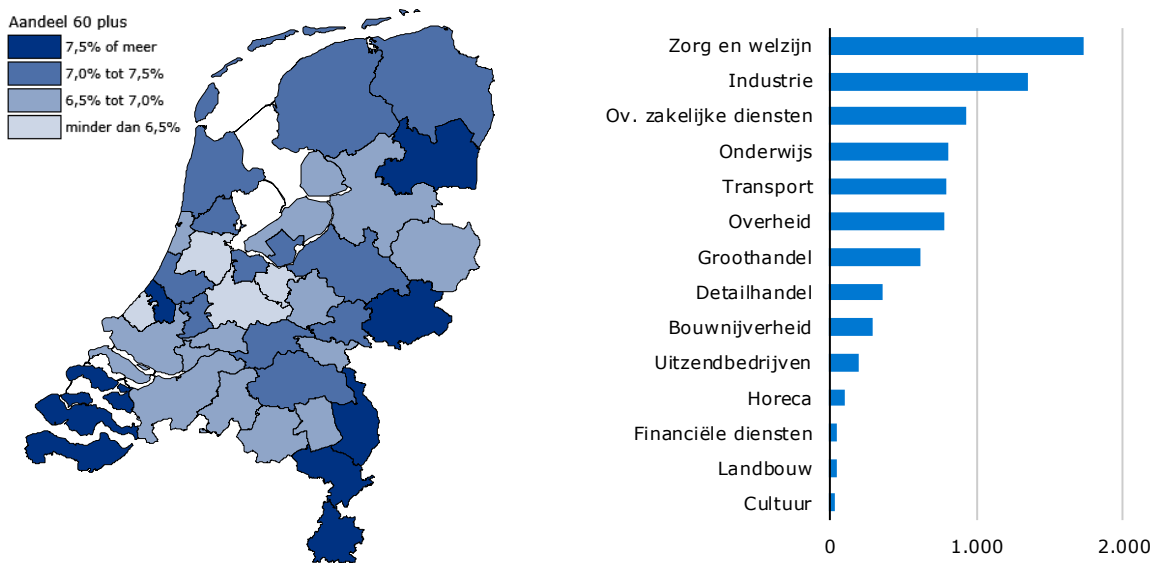 Aandeel 60 plus
7,5% of meer
7,0% tot 7,5%
6,5% tot 7,0%
minder dan 6,5%
Zorg en welzijn
Industrie
Ov. zakelijke diensten
Onderwijs
Transport
Overheid
Groothandel
Detailhandel
Bouwnijverheid
Uitzendbedrijven
Horeca
Financiële diensten
Landbouw
Cultuur
0 1.000 2.000